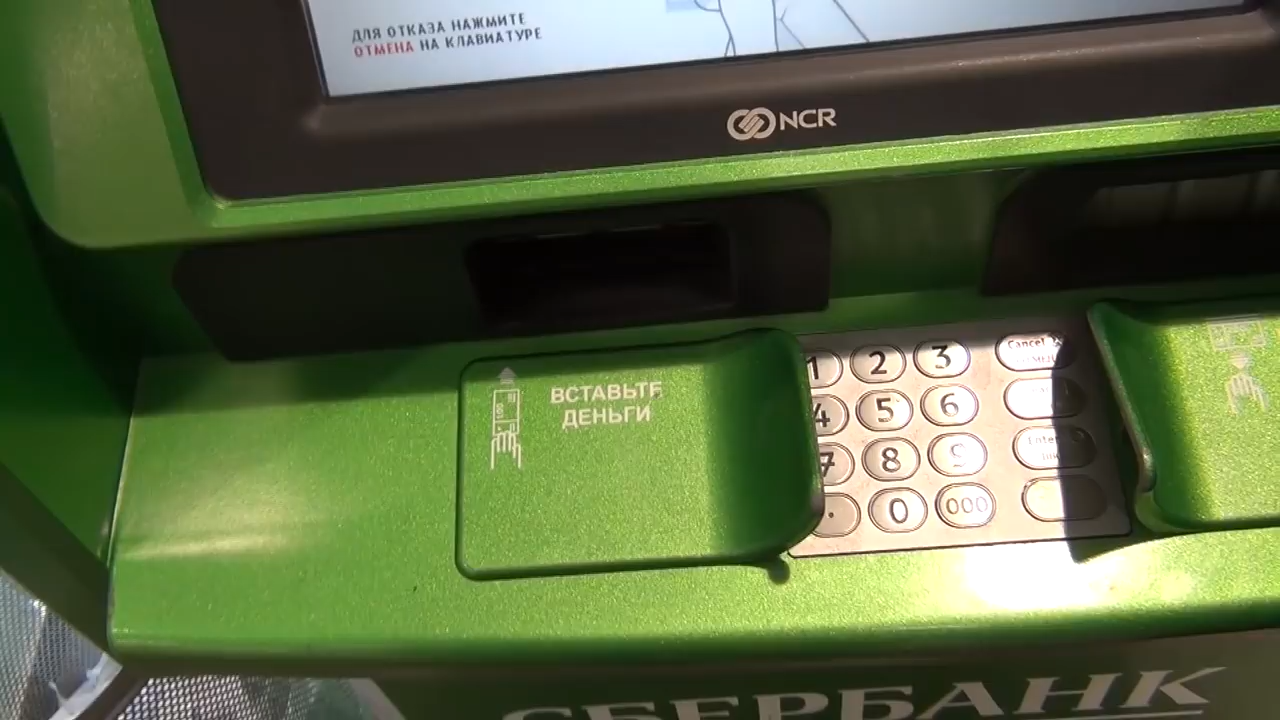 ДЛЯ ОТКАЗА НАЖМИТЕ
ОТМЕНА НА КЛАВИАТУРЕ
NCR
ВСТАВЬТЕ
ДЕНЬГИ
1 2 3 Cancel
4 5 6
7 8 9 Enter
. 0 000
СБЕРБАНК